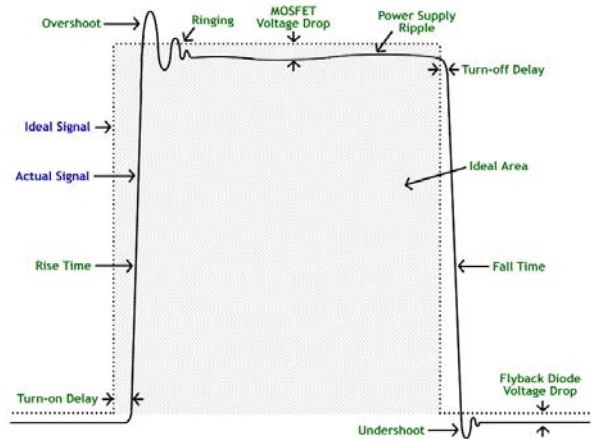 Overshoot
Ringing
MOSFET
Voltage Drop
Power Supply
Ripple
Turn-off Delay
Ideal Signal
Actual Signal
Ideal Area
Rise Time
Fall Time
Turn-on Delay
Flyback Diode
Voltage Drop
Undershoot